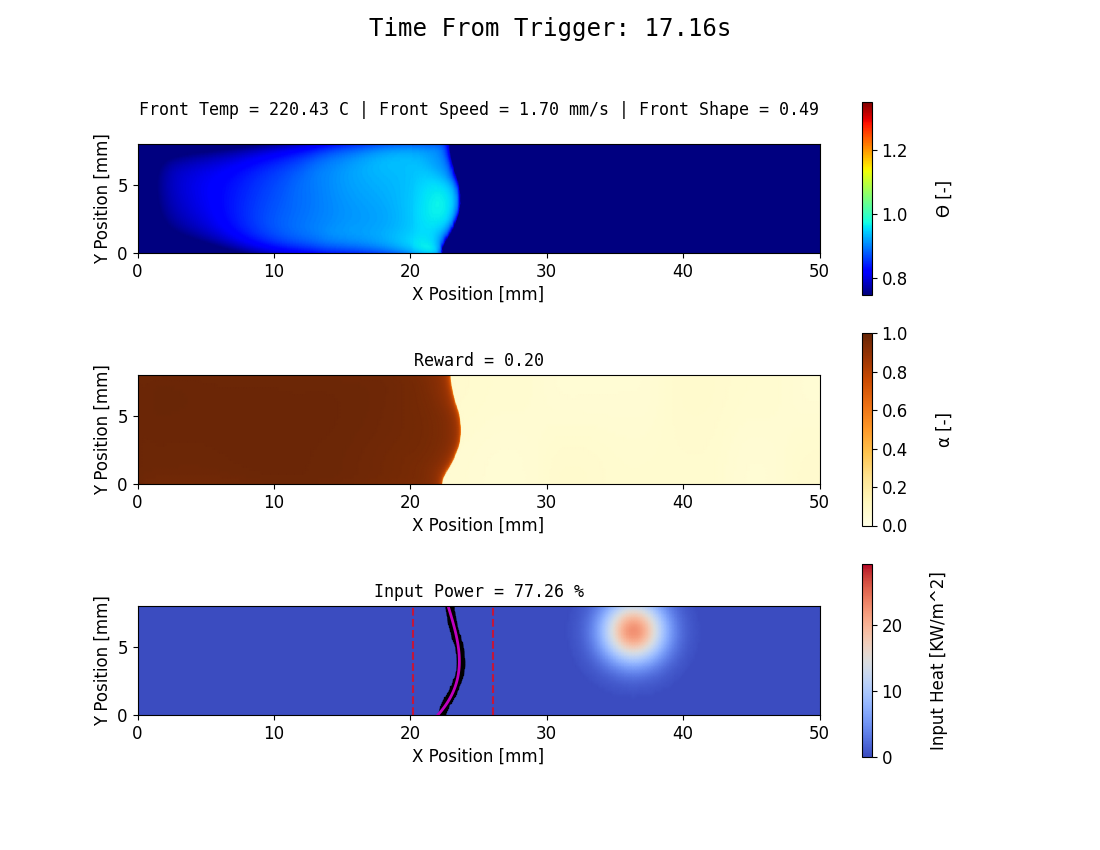 Time From Trigger: 17.16s
Front Temp = 220.43 C | Front Speed = 1.70 mm/s | Front Shape = 0.49
Y Position [mm]
5
0
0 10 20 30 40 50
X Position [mm]
1.2
1.0
0.8
Θ [-]
Reward = 0.20
Y Position [mm]
5
0
0 10 20 30 40 50
X Position [mm]
1.0
0.8
0.6
0.4
0.2
0.0
α [-]
Input Power = 77.26 %
Y Position [mm]
5
0
0 10 20 30 40 50
X Position [mm]
20
10
0
Input Heat [KW/m^2]